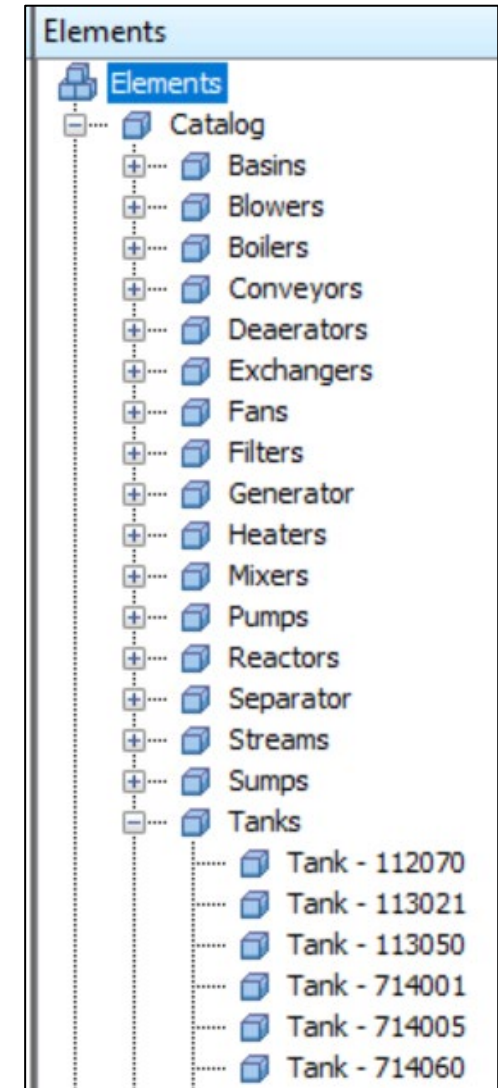 Elements
Elements
Catalog
Basins
Blowers
Boilers
Conveyors
Deaerators
Exchangers
Fans
Filters
Generator
Heaters
Mixers
Pumps
Reactors
Separator
Streams
Sumps
Tanks
Tank - 112070
Tank - 113021
Tank - 113050
Tank - 714001
Tank - 714005
Tank - 714060